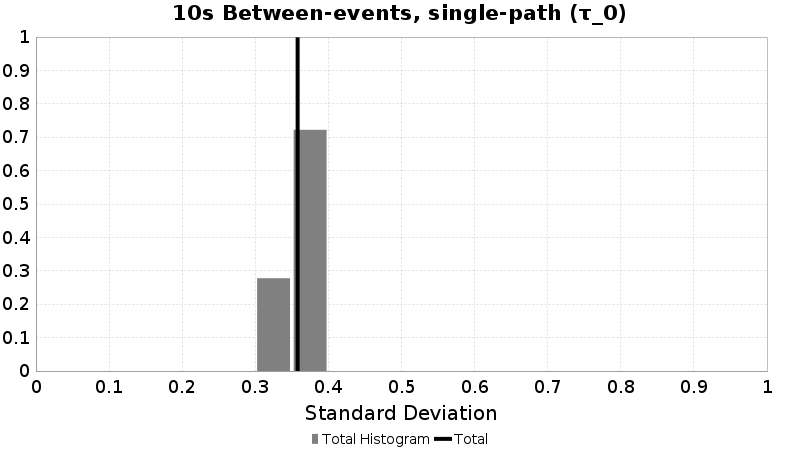 10s Between-events, single-path (τ_0)
1
0.9
0.8
0.7
0.6
0.5
0.4
0.3
0.2
0.1
0
0 0.1 0.2 0.3 0.4 0.5 0.6 0.7 0.8 0.9 1
Standard Deviation
Total Histogram Total